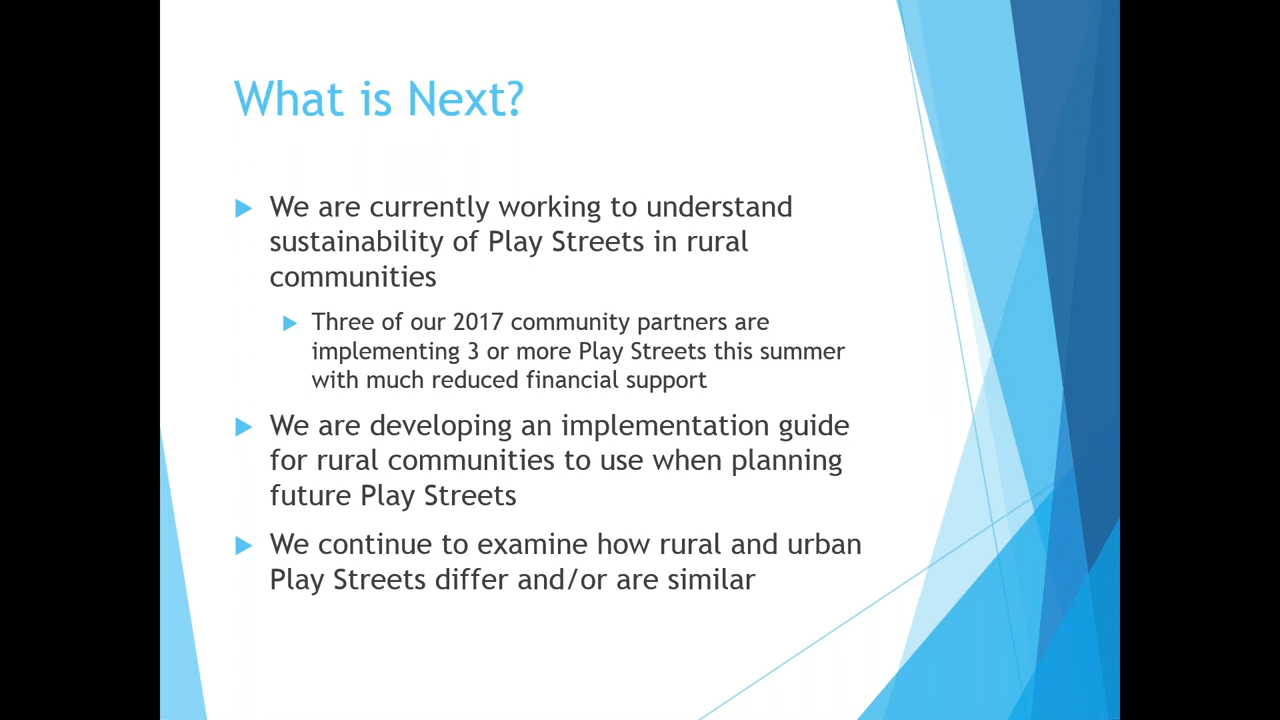 What is Next?
We are currently working to understand
sustainability of Play Streets in rural
communities
Three of our 2017 community partners are
implementing 3 or more Play Streets this summer
with much reduced financial support
We are developing an implementation guide
for rural communities to use when planning
future Play Streets
We continue to examine how rural and urban
Play Streets differ and/or are similar